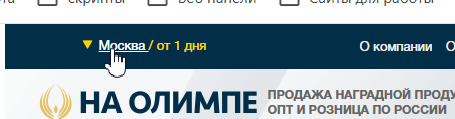 скрипты
Веб панели
Сайты для работы
Москва / от 1 дня
О компании
НА ОЛИМПЕ
ПРОДАЖА НАГРАДНОЙ ПРОДУ
ОПТ И РОЗНИЦА ПО РОССИИ